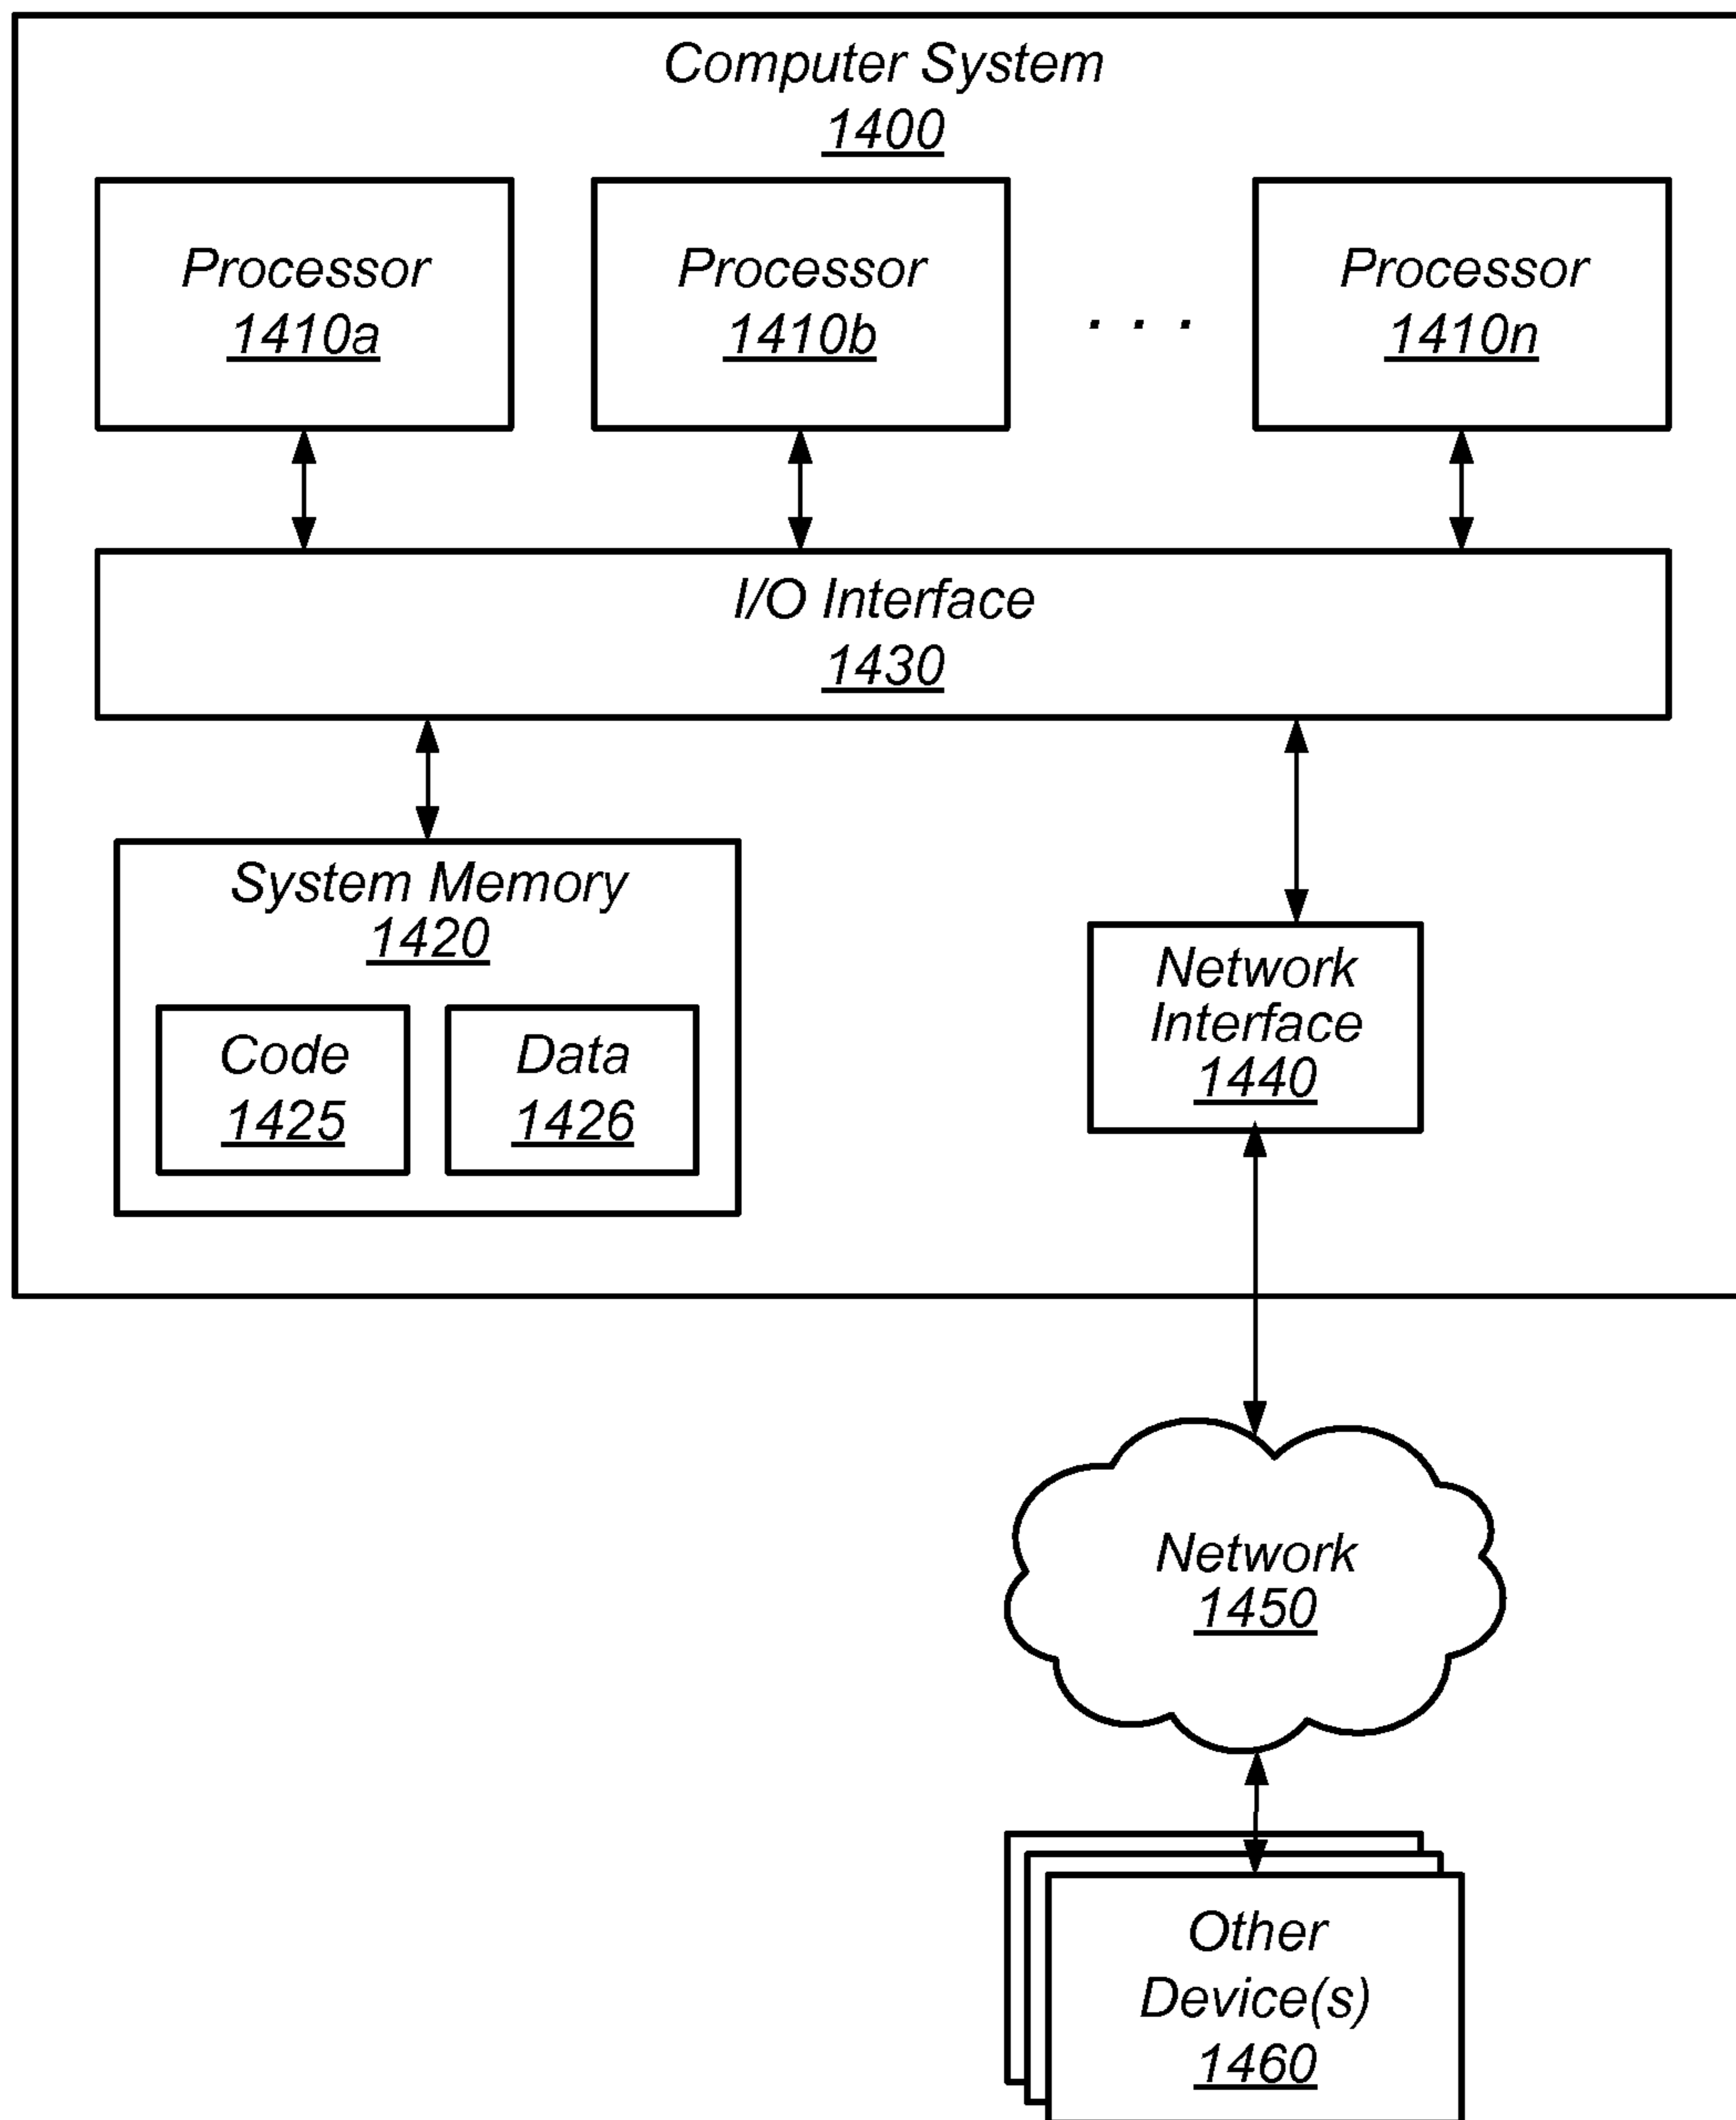 Computer System
1400
Processor
1410a
Processor
1410b
. . .
Processor
1410n
I/O Interface
1430
System Memory
1420
Code
1425
Data
1426
Network
Interface
1440
Network
1450
Other
Device(s)
1460